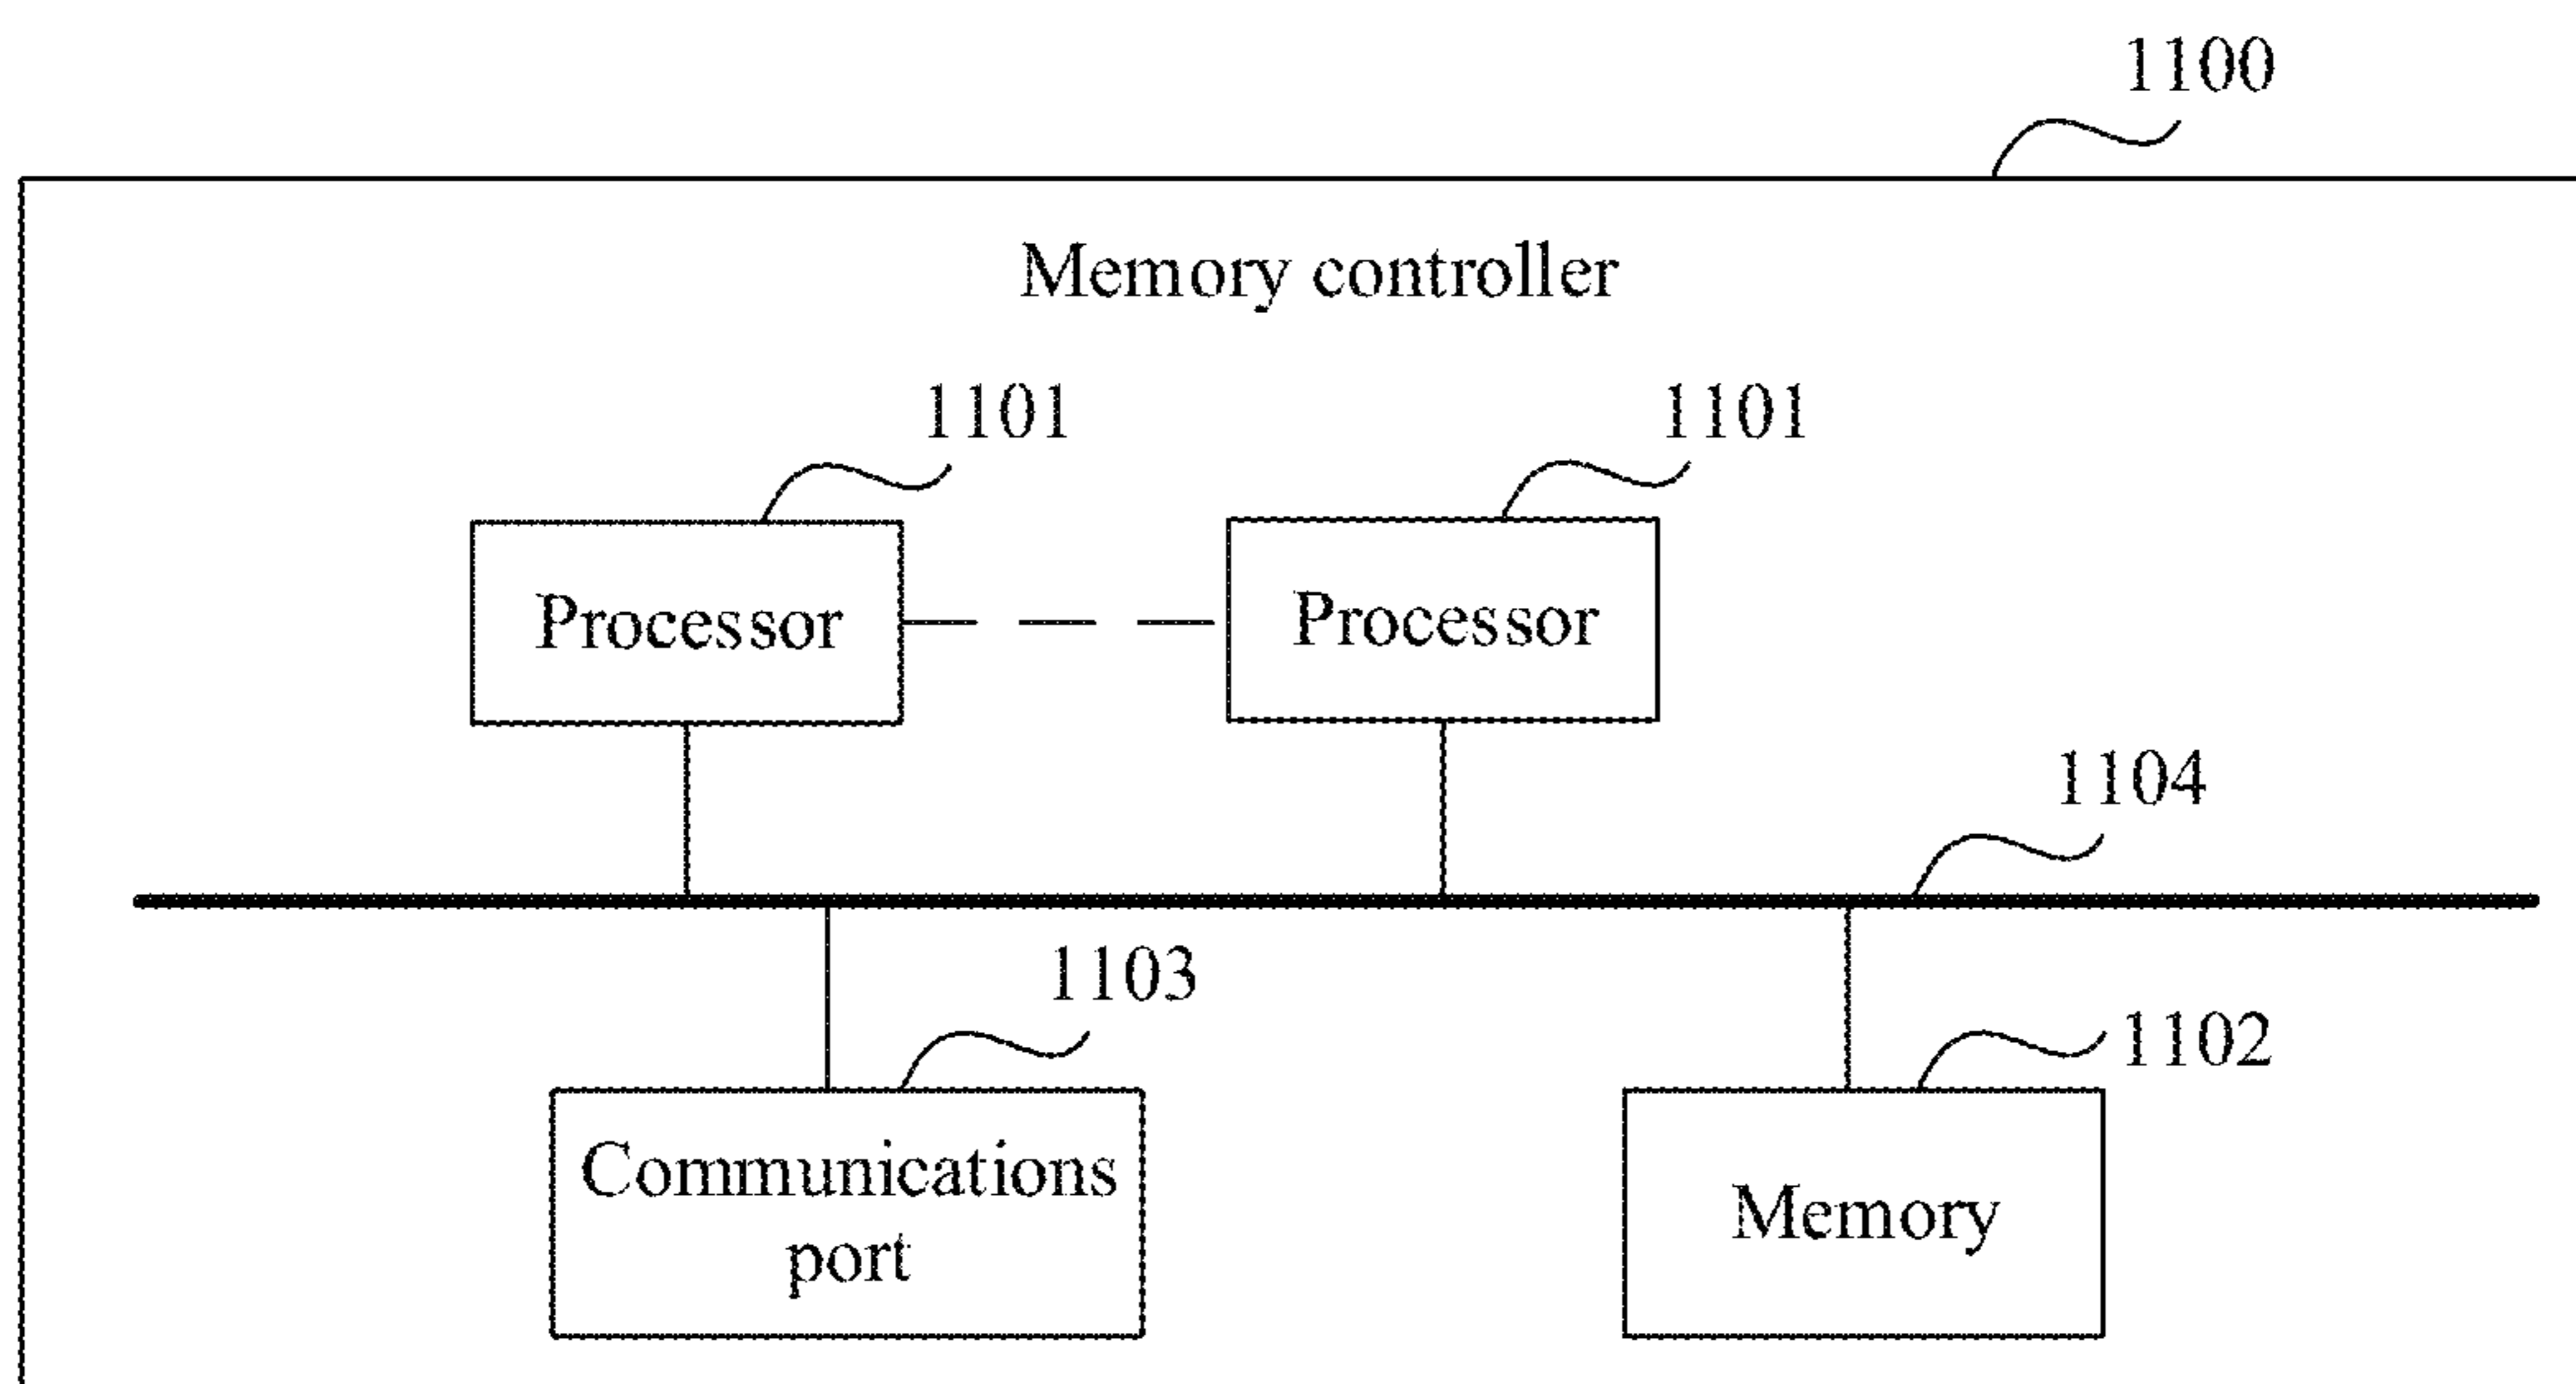 1100
Memory controller
1101
1101
Processor
Processor
1104
1103
1102
Communications
port
Memory